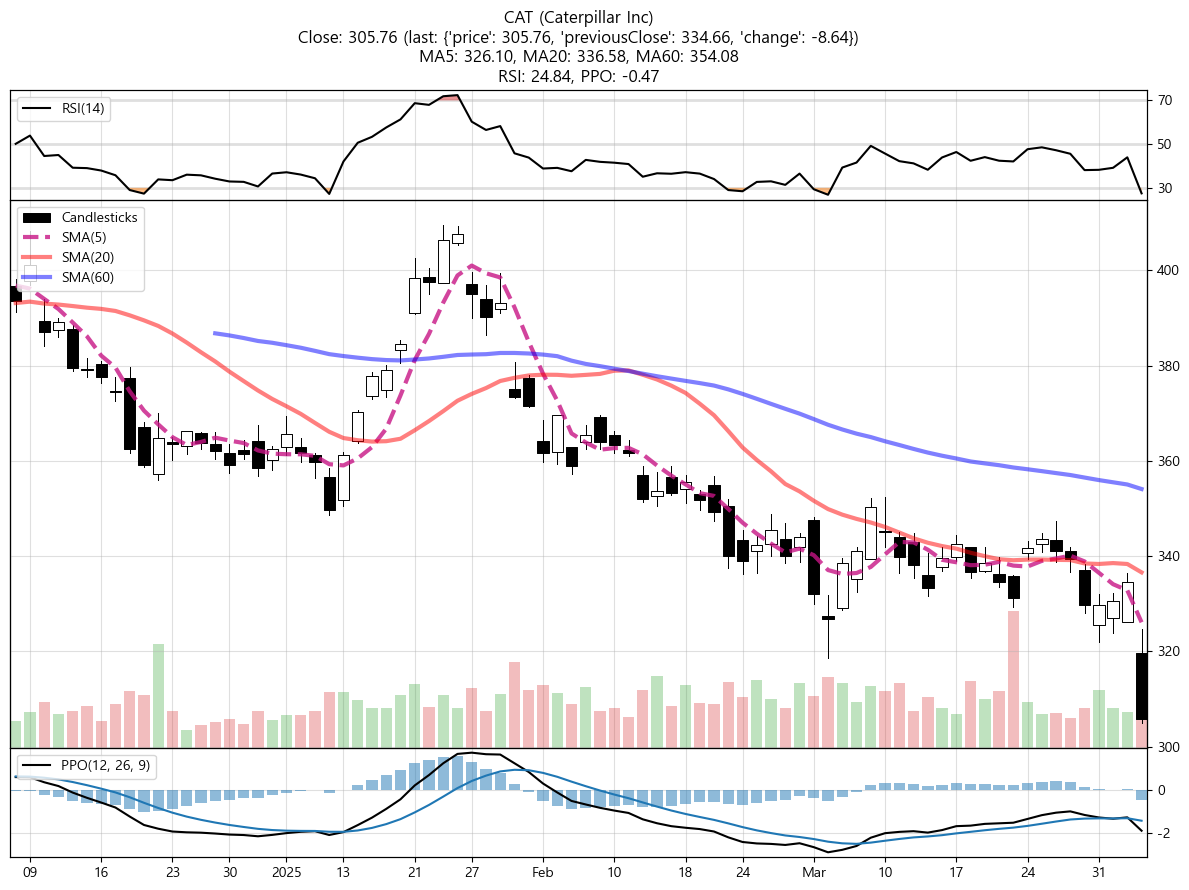 CAT (Caterpillar Inc)
Close: 305.76 (last: {'price': 305.76, 'previousClose': 334.66, 'change': -8.64})
MA5: 326.10, MA20: 336.58, MA60: 354.08
RSI: 24.84, PPO: -0.47
RSI(14)
70
50
30
Candlesticks
SMA(5)
SMA(20)
SMA(60)
400
380
360
340
320
300
PPO(12, 26, 9)
0
-2
09 16 23 30 2025 13 21 27 Feb 10 18 24 Mar 10 17 24 31